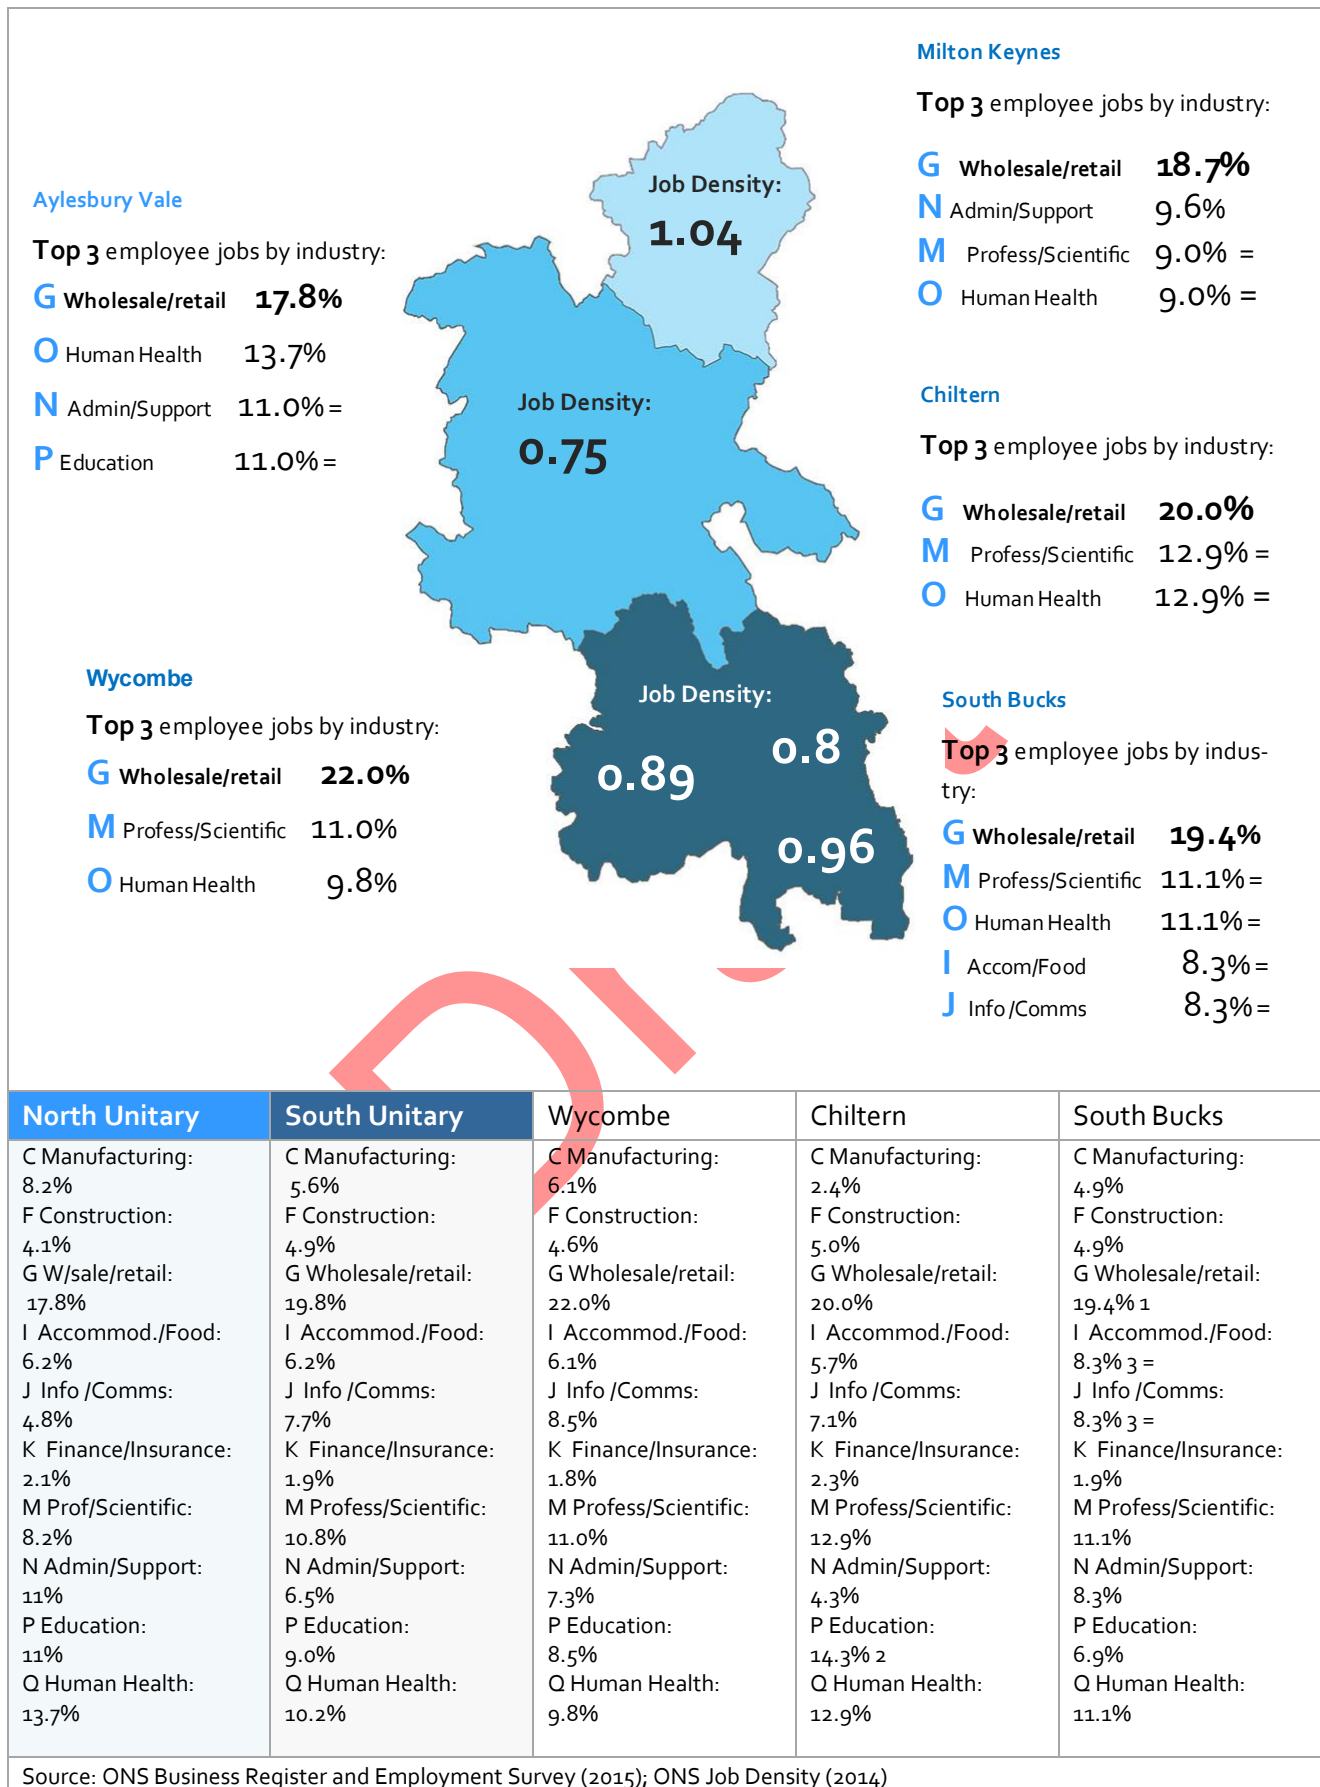 Milton Keynes
Top 3 employee jobs by industry:
G Wholesale/retail 18.7%
N Admin/Support 9.6%
M Profess/Scientific 9.0% =
O Human Health 9.0% =
Aylesbury Vale
Top 3 employee jobs by industry:
G Wholesale/retail 17.8%
O Human Health 13.7%
N Admin/Support 11.0% =
P Education 11.0% =
Job Density:
1.04
Job Density:
0.75
Chiltern
Top 3 employee jobs by industry:
G Wholesale/retail 20.0%
M Profess/Scientific 12.9% =
O Human Health 12.9% =
Wycombe
Top 3 employee jobs by industry:
G Wholesale/retail 22.0%
M Profess/Scientific 11.0%
O Human Health 9.8%
Job Density:
0.8
0.89
0.96
South Bucks
Top 3 employee jobs by indus-
try:
G Wholesale/retail 19.4%
M Profess/Scientific 11.1% =
O Human Health 11.1% =
I Accom/Food 8.3% =
J Info /Comms 8.3% =
North Unitary
C Manufacturing:
8.2%
F Construction:
4.1%
G W/sale/retail:
17.8%
I Accommod./Food:
6.2%
J Info /Comms:
4.8%
K Finance/Insurance:
2.1%
M Prof/Scientific:
8.2%
N Admin/Support:
11%
P Education:
11%
Q Human Health:
13.7%
South Unitary
C Manufacturing:
5.6%
F Construction:
4.9%
G Wholesale/retail:
19.8%
I Accommod./Food:
6.2%
J Info /Comms:
7.7%
K Finance/Insurance:
1.9%
M Profess/Scientific:
10.8%
N Admin/Support:
6.5%
P Education:
9.0%
Q Human Health:
10.2%
Wycombe
C Manufacturing:
6.1%
F Construction:
4.6%
G Wholesale/retail:
22.0%
I Accommod./Food:
6.1%
J Info /Comms:
8.5%
K Finance/Insurance:
1.8%
M Profess/Scientific:
11.0%
N Admin/Support:
7.3%
P Education:
8.5%
Q Human Health:
9.8%
Chiltern
C Manufacturing:
2.4%
F Construction:
5.0%
G Wholesale/retail:
20.0%
I Accommod./Food:
5.7%
J Info /Comms:
7.1%
K Finance/Insurance:
2.3%
M Profess/Scientific:
12.9%
N Admin/Support:
4.3%
P Education:
14.3% 2
Q Human Health:
12.9%
South Bucks
C Manufacturing:
4.9%
F Construction:
4.9%
G Wholesale/retail:
19.4% 1
I Accommod./Food:
8.3% 3 =
J Info /Comms:
8.3% 3 =
K Finance/Insurance:
1.9%
M Profess/Scientific:
11.1%
N Admin/Support:
8.3%
P Education:
6.9%
Q Human Health:
11.1%
Source: ONS Business Register and Employment Survey (2015); ONS Job Density (2014)